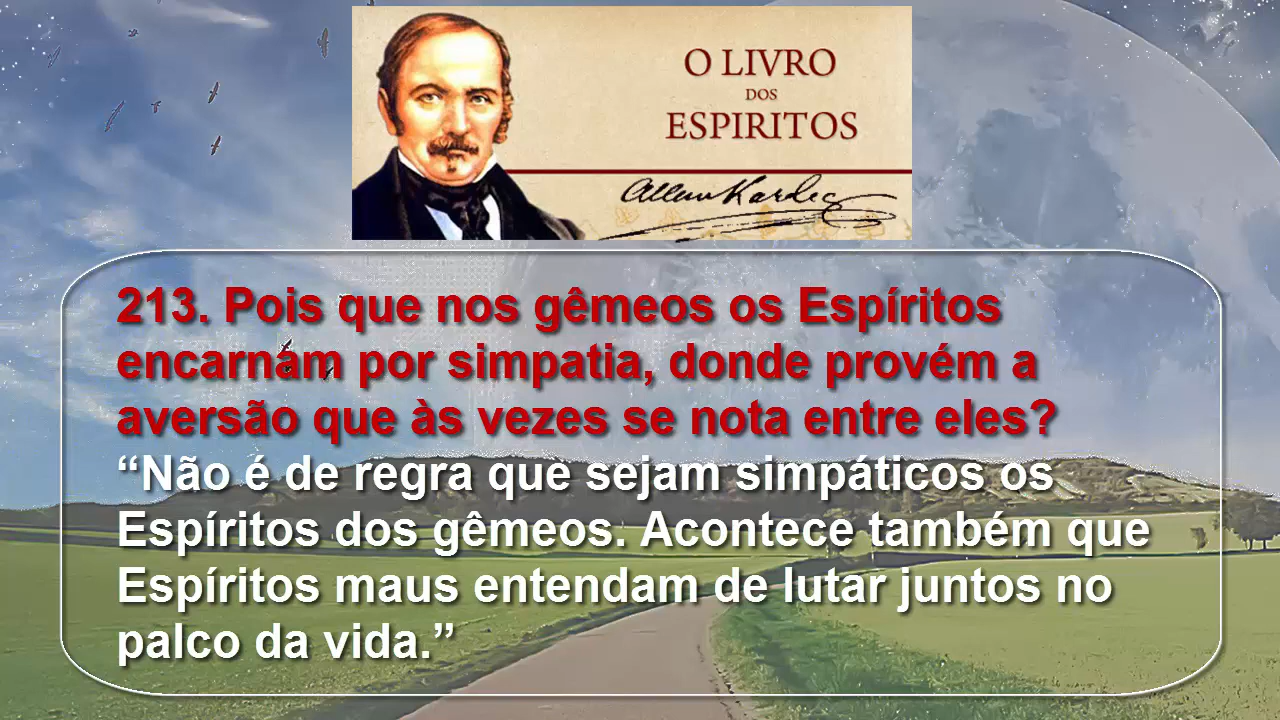 O LIVRO
DOS
ESPIRITOS
Allan Kardec
213. Pois que nos gêmeos os Espíritos
encarnam por simpatia, donde provém a
aversão que às vezes se nota entre eles?
“Não é de regra que sejam simpáticos os
Espíritos dos gêmeos. Acontece também que
Espíritos maus entendam de lutar juntos no
palco da vida.”